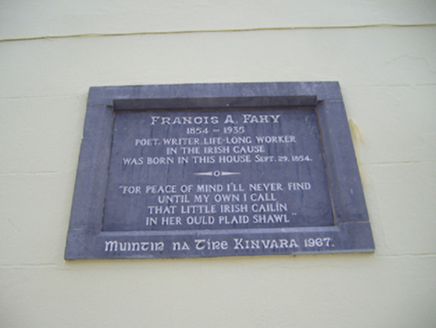 FRANCIS A. FAHY
1854 – 1935
POET, WRITER, LIFE-LONG WORKER
IN THE IRISH CAUSE
WAS BORN IN THIS HOUSE SEPT. 29, 1854.
"FOR PEACE OF MIND I'LL NEVER FIND
UNTIL MY OWN I CALL
THAT LITTLE IRISH CAILÍN
IN HER OULD PLAID SHAWL"
MUINTIR NA TÍRE KINVARA 1967.